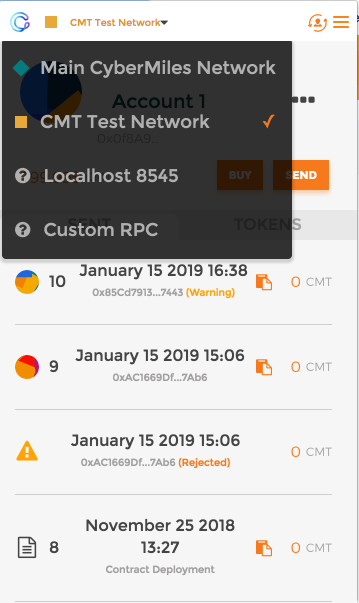 CMT Test Network
Main CyberMiles Network
Account 1
CMT Test Network
0x0f8A9...
Localhost 8545
BUY SEND
Custom RPC
SENT TOKENS
10 January 15 2019 16:38 0 CMT
0x85Cd7913...7443 (Warning)
9 January 15 2019 15:06 0 CMT
0xAC1669Df...7Ab6
January 15 2019 15:06 0 CMT
0xAC1669Df...7Ab6 (Rejected)
November 25 2018
8 13:27 0 CMT
Contract Deployment